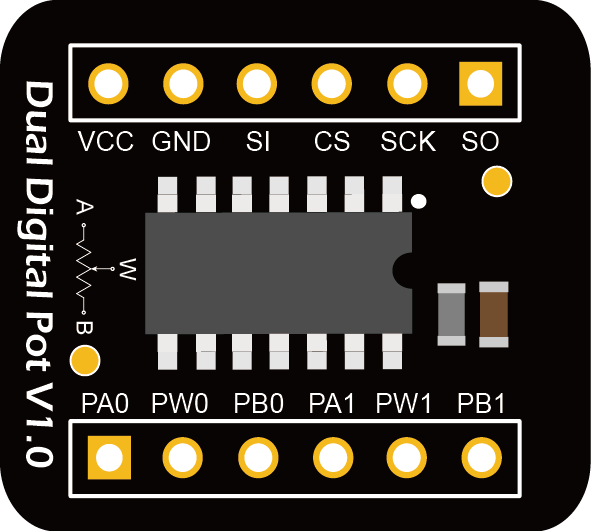 Dual Digital Pot V1.0
VCC GND SI CS SCK SO
A
W
B
PA0 PW0 PB0 PA1 PW1 PB1